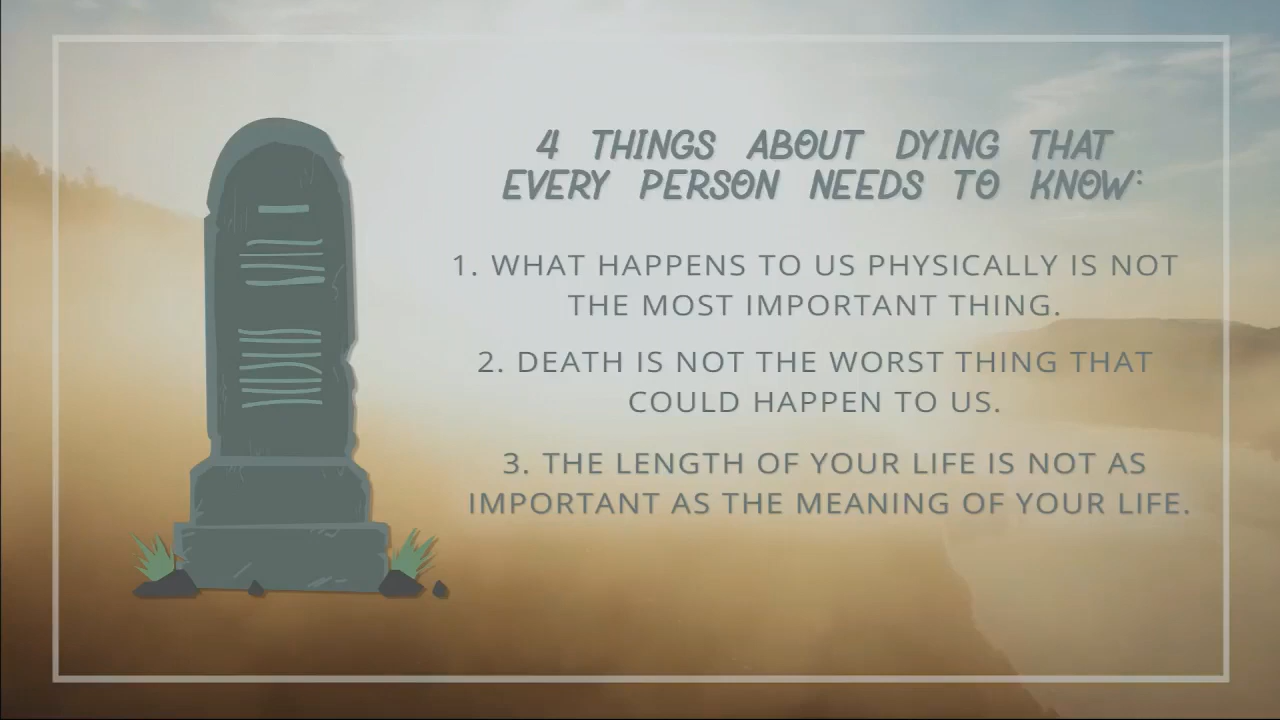 4 THINGS ABOUT DYING THAT
EVERY PERSON NEEDS TO KNOW:
1. WHAT HAPPENS TO US PHYSICALLY IS NOT
THE MOST IMPORTANT THING.
2. DEATH IS NOT THE WORST THING THAT
COULD HAPPEN TO US.
3. THE LENGTH OF YOUR LIFE IS NOT AS
IMPORTANT AS THE MEANING OF YOUR LIFE.